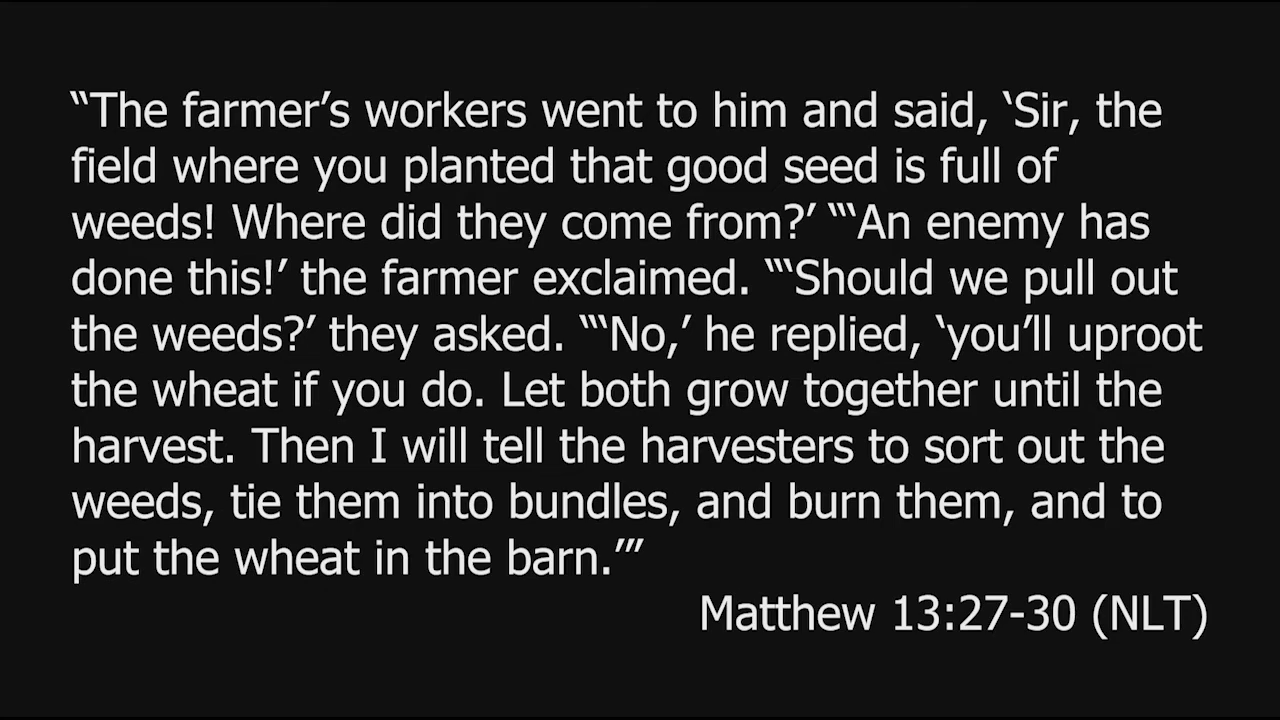 “The farmer’s workers went to him and said, ‘Sir, the
field where you planted that good seed is full of
weeds! Where did they come from?’ “‘An enemy has
done this!’ the farmer exclaimed. “‘Should we pull out
the weeds?’ they asked. “‘No,’ he replied, ‘you’ll uproot
the wheat if you do. Let both grow together until the
harvest. Then I will tell the harvesters to sort out the
weeds, tie them into bundles, and burn them, and to
put the wheat in the barn.’”
Matthew 13:27-30 (NLT)